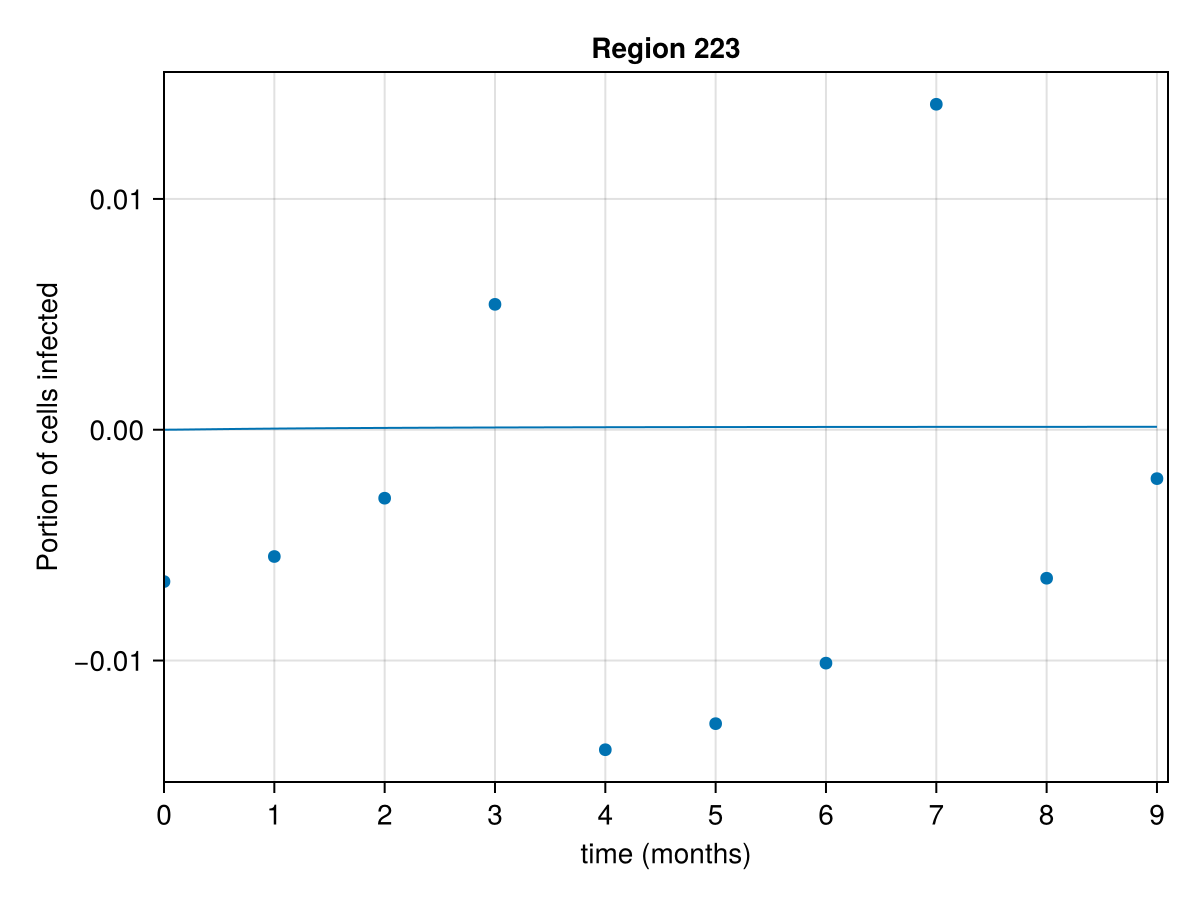 Region 223
Portion of cells infected
0.01
0.00
−0.01
0 1 2 3 4 5 6 7 8 9
time (months)